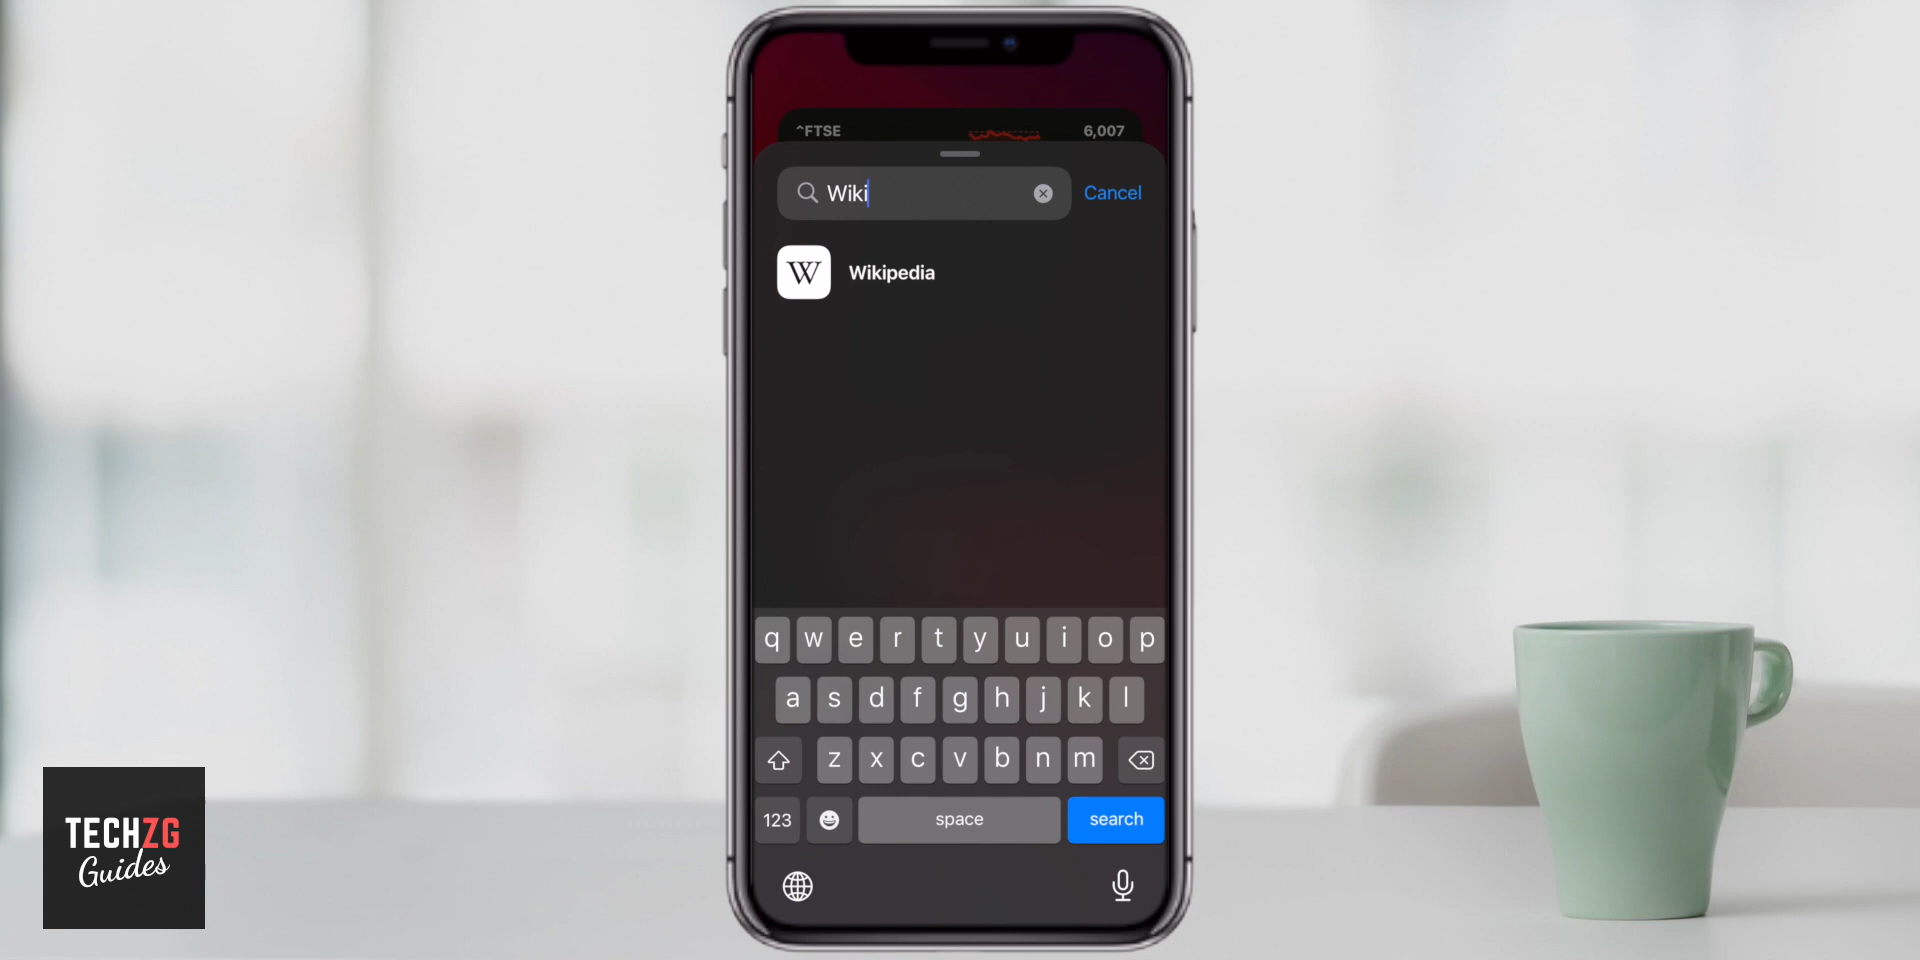 ^FTSE 6,007
Wiki Cancel
W Wikipedia
q w e r t y u i o p
a s d f g h j k l
z x c v b n m
123 space search
TECHZG
Guides